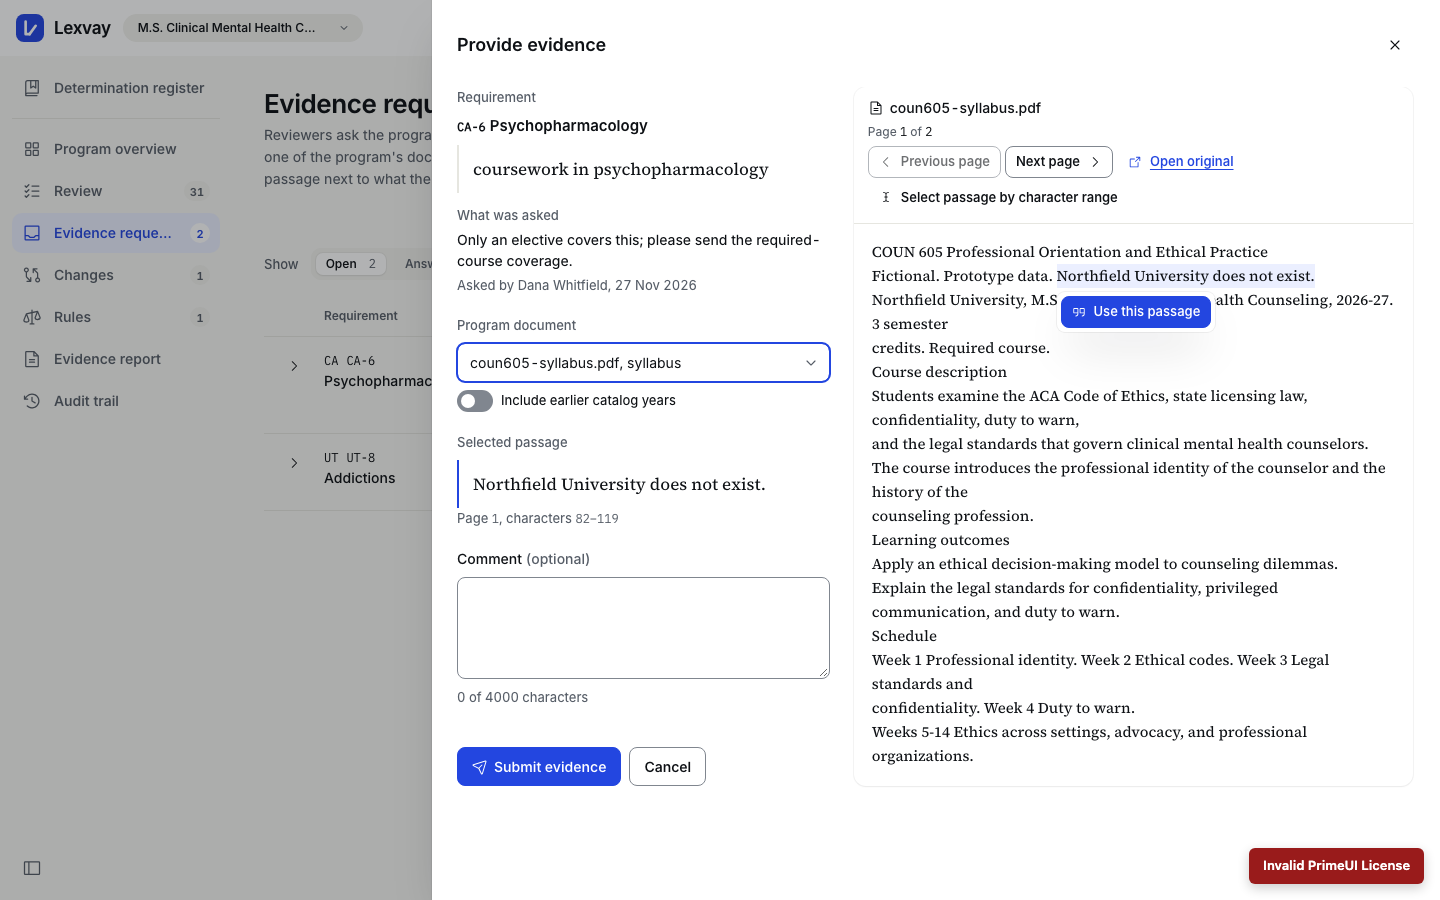 Lexvay
M.S. Clinical Mental Health C...
Determination register
Program overview
Review 31
Evidence reque... 2
Changes 1
Rules 1
Evidence report
Audit trail
Evidence requ
Reviewers ask the progra
one of the program's doc
passage next to what the
Show Open 2 Answ
Requirement
CA CA-6
Psychopharmac
UT UT-8
Addictions
Provide evidence
Requirement
CA-6 Psychopharmacology
coursework in psychopharmacology
What was asked
Only an elective covers this; please send the required-
course coverage.
Asked by Dana Whitfield, 27 Nov 2026
Program document
coun605-syllabus.pdf, syllabus
Include earlier catalog years
Selected passage
Northfield University does not exist.
Page 1, characters 82–119
Comment (optional)
0 of 4000 characters
Submit evidence Cancel
coun605-syllabus.pdf
Page 1 of 2
Previous page Next page Open original
Select passage by character range
COUN 605 Professional Orientation and Ethical Practice
Fictional. Prototype data. Northfield University does not exist.
Northfield University, M.S alth Counseling, 2026-27.
Use this passage
3 semester
credits. Required course.
Course description
Students examine the ACA Code of Ethics, state licensing law,
confidentiality, duty to warn,
and the legal standards that govern clinical mental health counselors.
The course introduces the professional identity of the counselor and the
history of the
counseling profession.
Learning outcomes
Apply an ethical decision-making model to counseling dilemmas.
Explain the legal standards for confidentiality, privileged
communication, and duty to warn.
Schedule
Week 1 Professional identity. Week 2 Ethical codes. Week 3 Legal
standards and
confidentiality. Week 4 Duty to warn.
Weeks 5-14 Ethics across settings, advocacy, and professional
organizations.
Invalid PrimeUI License